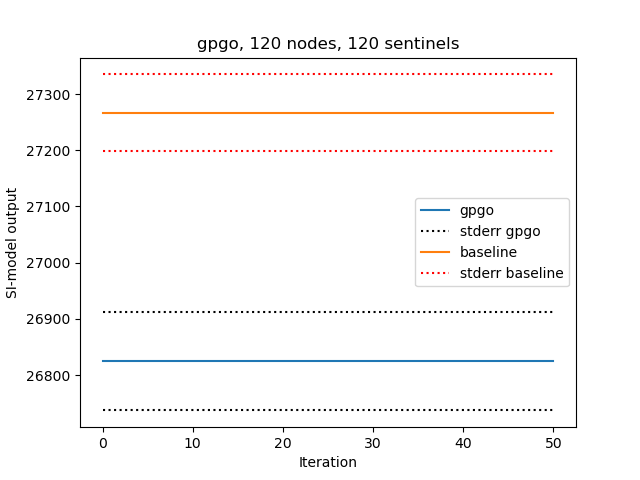 gpgo, 120 nodes, 120 sentinels
27300
27200
27100
27000
26900
26800
SI-model output
gpgo
stderr gpgo
baseline
stderr baseline
0
10
20
30
40
50
Iteration